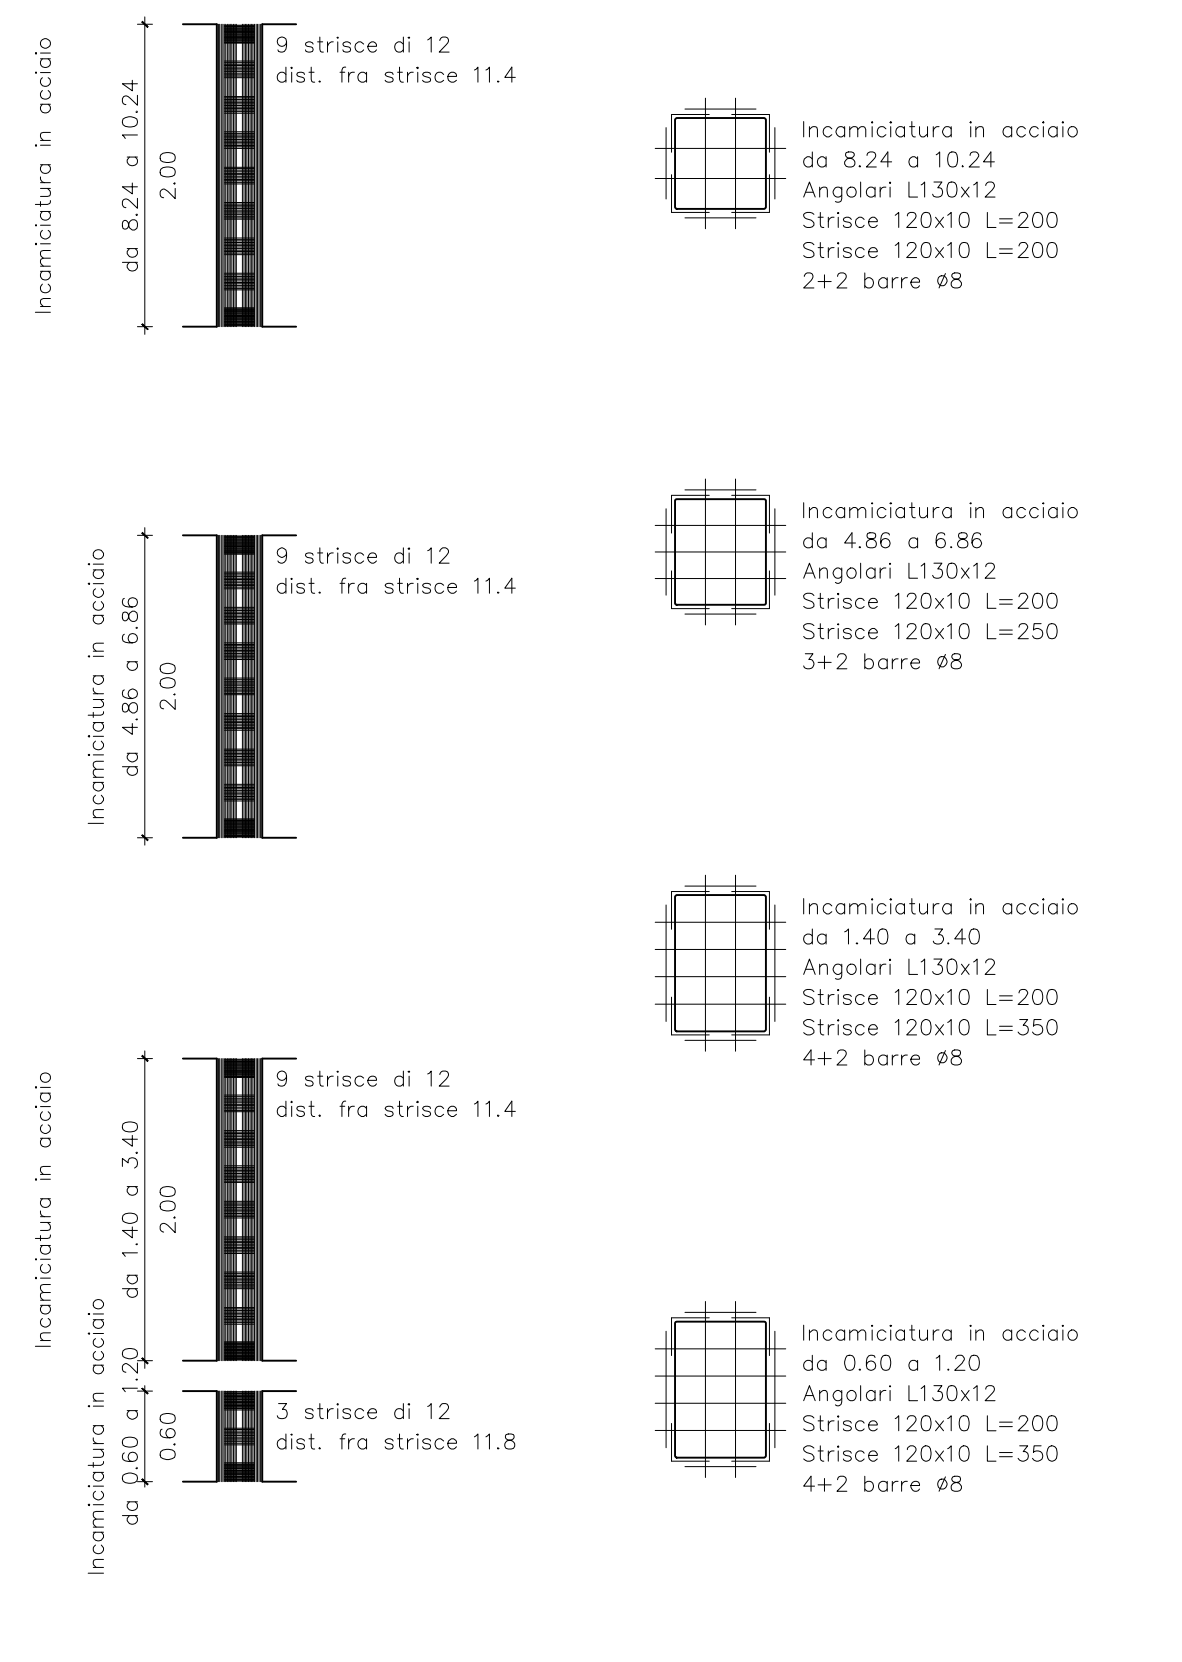 Incamiciatura in acciaio
da 8.24 a 10.24
2.00
9 strisce di 12
dist. fra strisce 11.4
Incamiciatura in acciaio
da 8.24 a 10.24
Angolari L130x12
Strisce 120x10 L=200
Strisce 120x10 L=200
2+2 barre ø8
Incamiciatura in acciaio
da 4.86 a 6.86
2.00
9 strisce di 12
dist. fra strisce 11.4
Incamiciatura in acciaio
da 4.86 a 6.86
Angolari L130x12
Strisce 120x10 L=200
Strisce 120x10 L=250
3+2 barre ø8
Incamiciatura in acciaio
da 1.40 a 3.40
2.00
9 strisce di 12
dist. fra strisce 11.4
Incamiciatura in acciaio
da 1.40 a 3.40
Angolari L130x12
Strisce 120x10 L=200
Strisce 120x10 L=350
4+2 barre ø8
Incamiciatura in acciaio
da 0.60 a 1.20
0.60
3 strisce di 12
dist. fra strisce 11.8
Incamiciatura in acciaio
da 0.60 a 1.20
Angolari L130x12
Strisce 120x10 L=200
Strisce 120x10 L=350
4+2 barre ø8